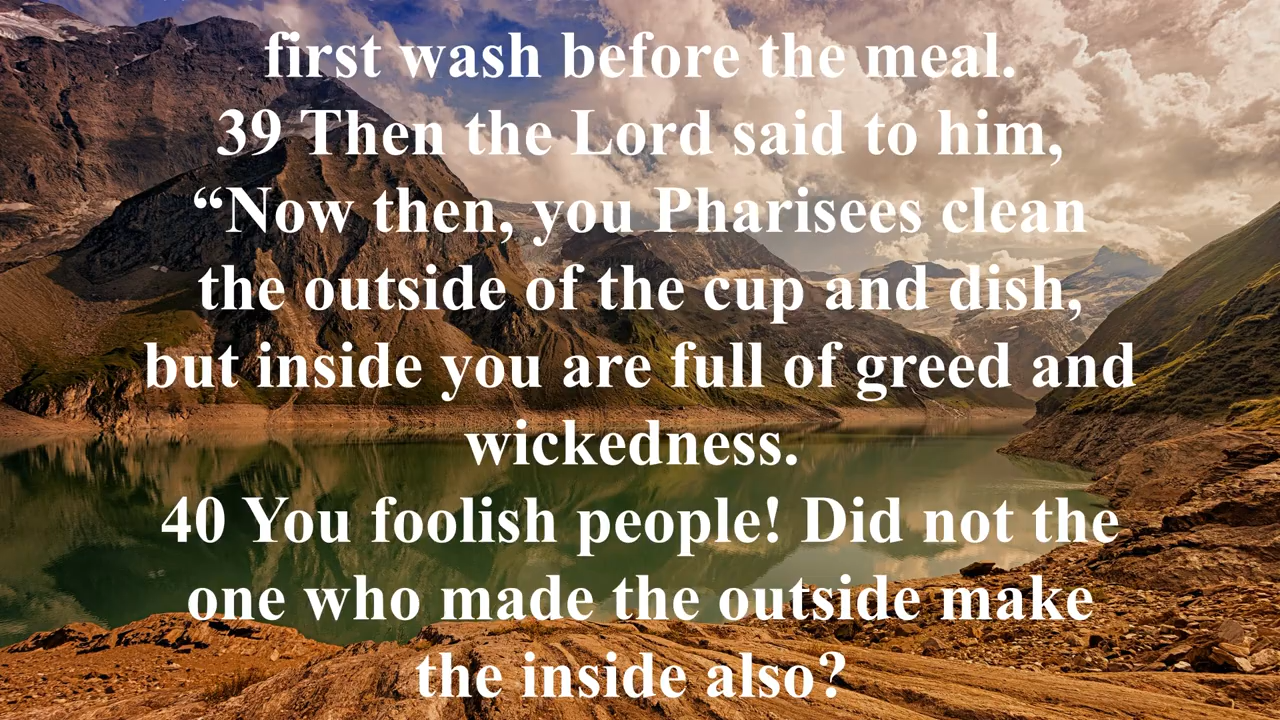 first wash before the meal.
39 Then the Lord said to him,
“Now then, you Pharisees clean
the outside of the cup and dish,
but inside you are full of greed and
wickedness.
40 You foolish people! Did not the
one who made the outside make
the inside also?